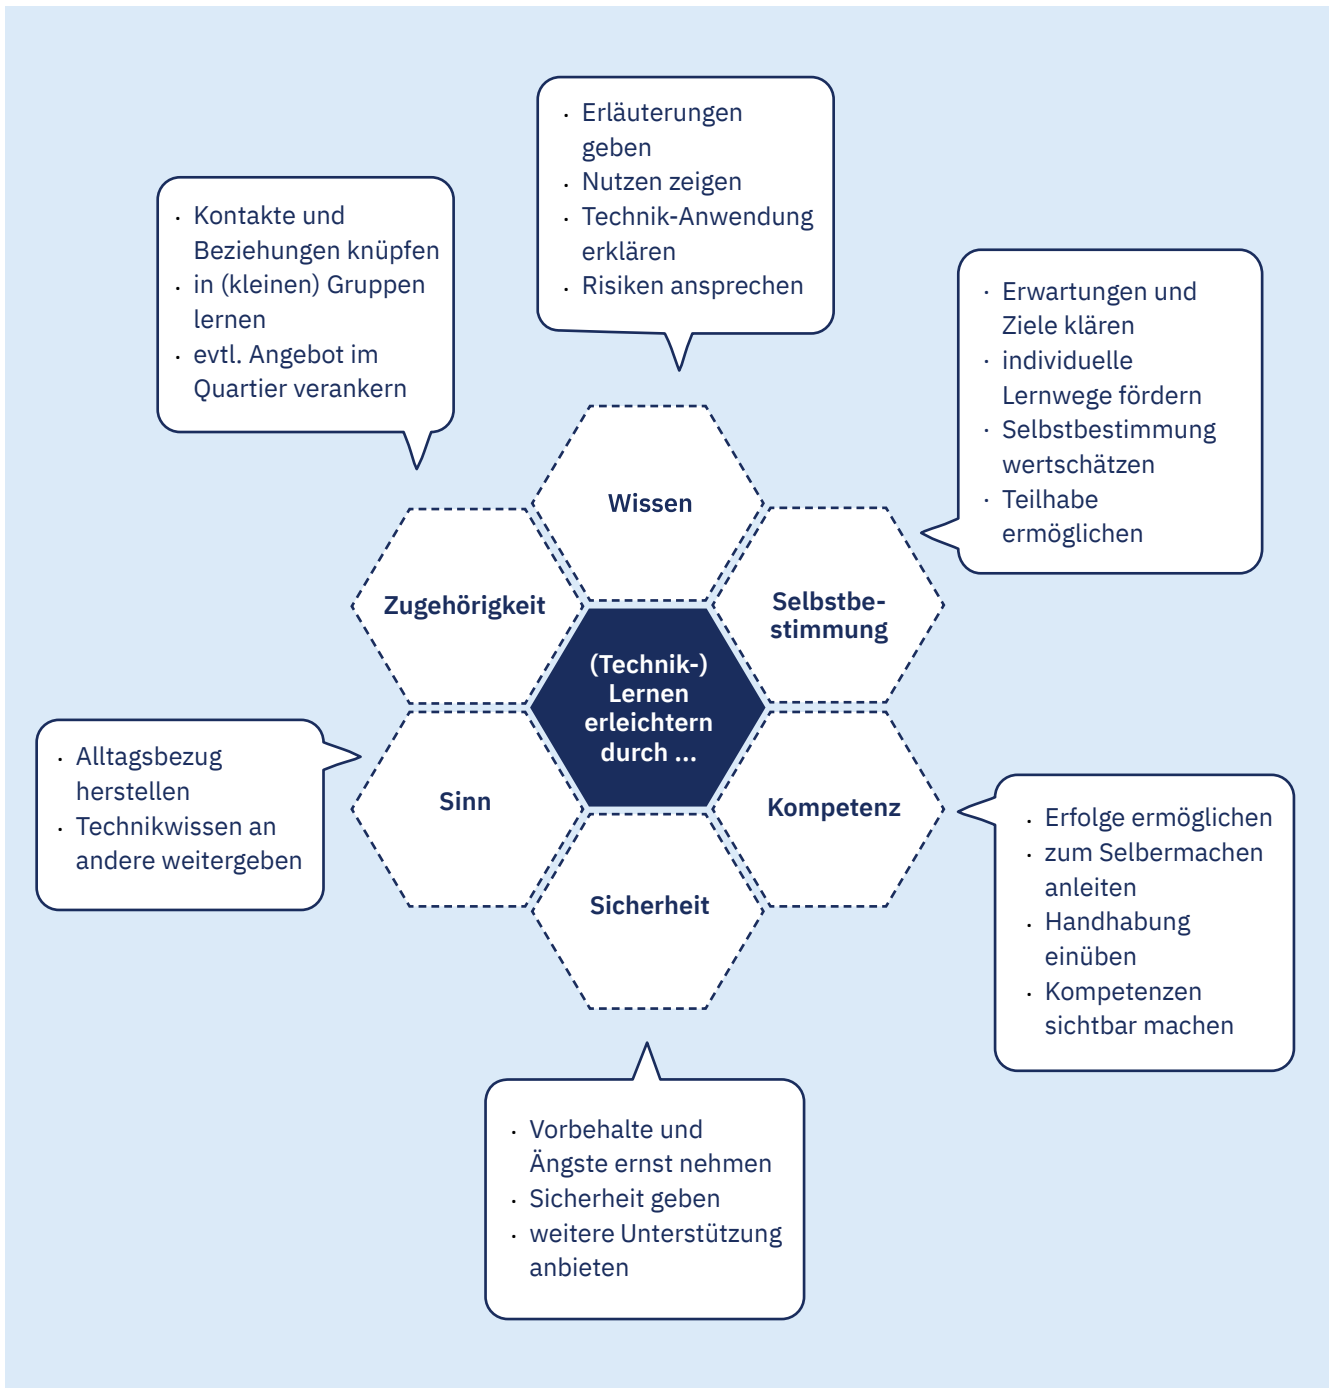 · Erläuterungen
geben
· Nutzen zeigen
· Technik-Anwendung
erklären
· Risiken ansprechen
· Kontakte und
Beziehungen knüpfen
· in (kleinen) Gruppen
lernen
· evtl. Angebot im
Quartier verankern
· Erwartungen und
Ziele klären
· individuelle
Lernwege fördern
· Selbstbestimmung
wertschätzen
· Teilhabe
ermöglichen
Wissen
Zugehörigkeit
Selbstbe-
stimmung
(Technik-)
Lernen
erleichtern
durch ...
Sinn
Kompetenz
Sicherheit
· Alltagsbezug
herstellen
· Technikwissen an
andere weitergeben
· Erfolge ermöglichen
· zum Selbermachen
anleiten
· Handhabung
einüben
· Kompetenzen
sichtbar machen
· Vorbehalte und
Ängste ernst nehmen
· Sicherheit geben
· weitere Unterstützung
anbieten